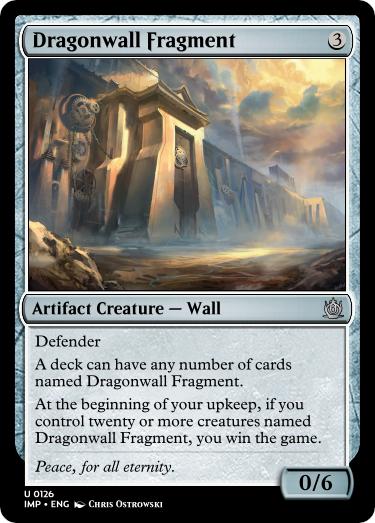 Dragonwall Fragment 3
Artifact Creature — Wall
Defender
A deck can have any number of cards
named Dragonwall Fragment.
At the beginning of your upkeep, if you
control twenty or more creatures named
Dragonwall Fragment, you win the game.
Peace, for all eternity.
0/6
U 0126
IMP • ENG Chris Ostrowski